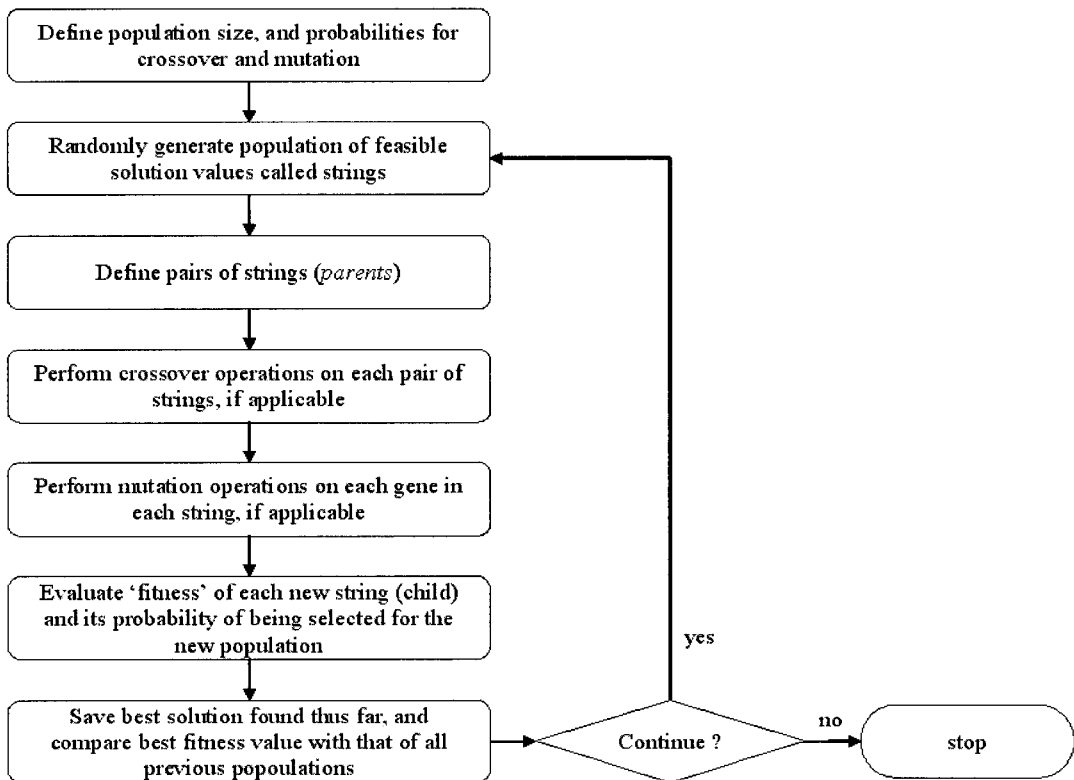 Define population size, and probabilities for
crossover and mutation
Randomly generate population of feasible
solution values called strings
Define pairs of strings (parents)
Perform crossover operations on each pair of
strings, if applicable
Perform mutation operations on each gene in
each string, if applicable
Evaluate ‘fitness’ of each new string (child)
and its probability of being selected for the
new population
Save best solution found thus far, and
compare best fitness value with that of all
previous popoulations
Continue ?
yes
no
stop